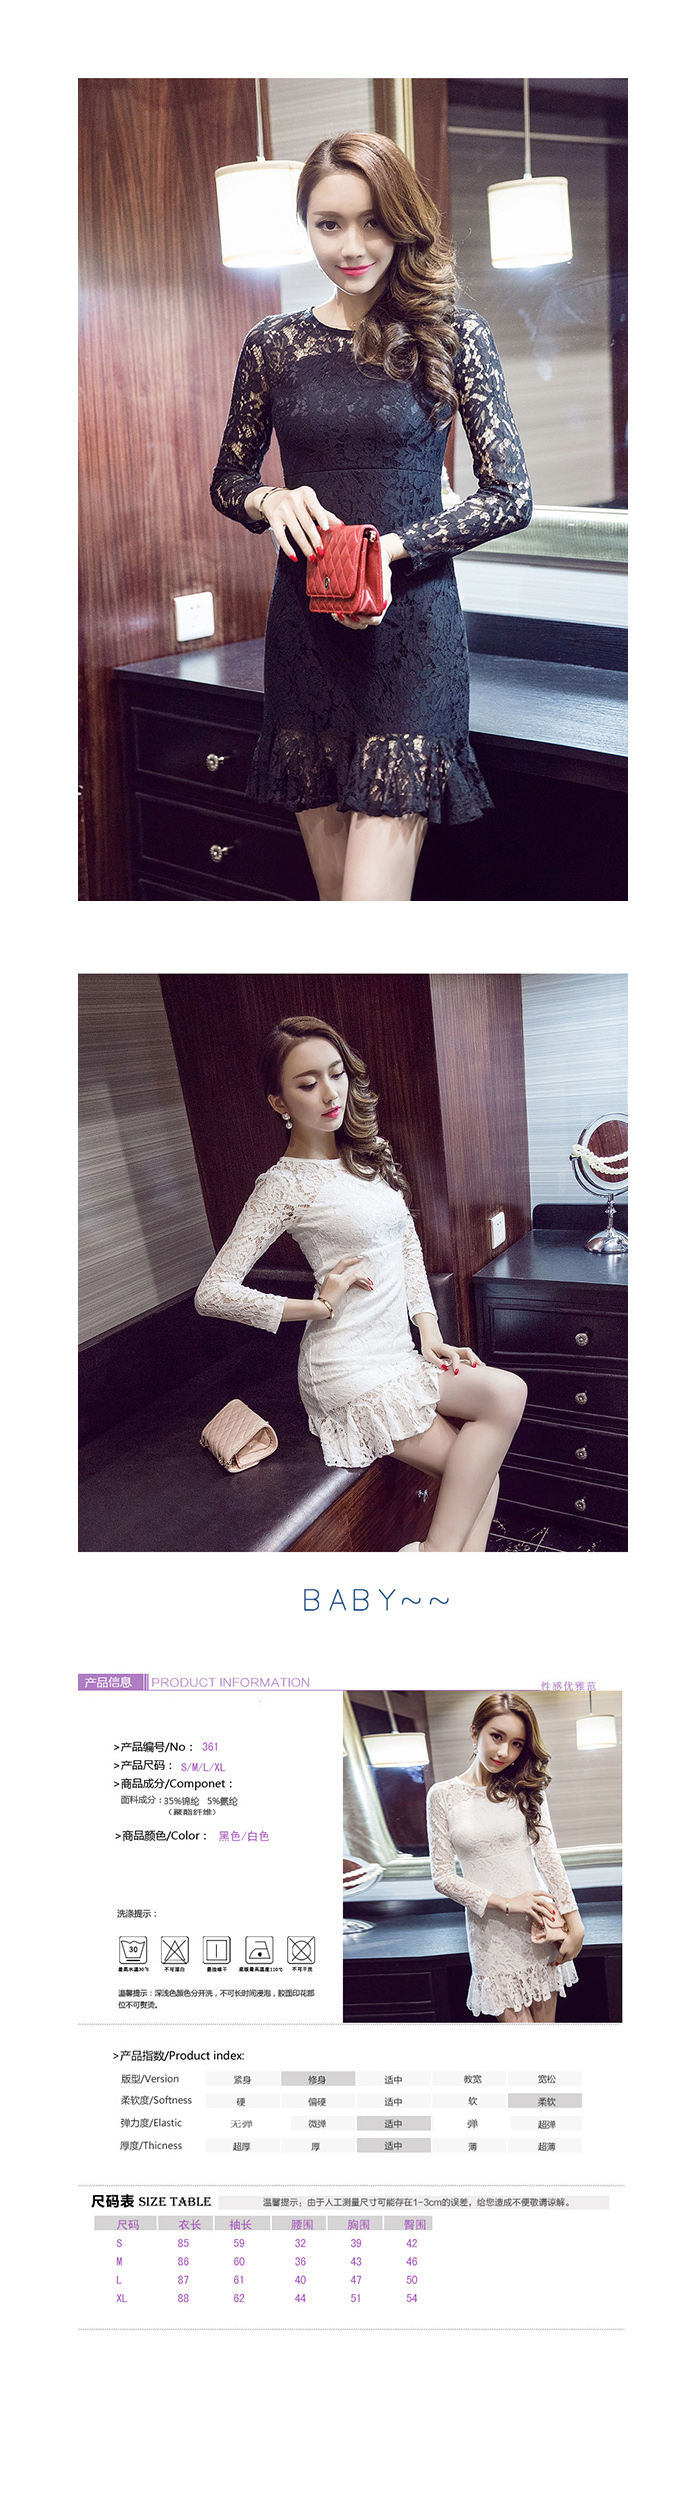 BABY~~
产品信息 PRODUCT INFORMATION 性感优雅范
>产品编号/No： 361
>产品尺码： S/M/L/XL
>商品成分/Componet：
面料成分：35%锦纶 5%氨纶
（聚酯纤维）
>商品颜色/Color： 黑色/白色
洗涤提示：
30
最高水温30℃ 不可漂白 悬挂晾干 底板最高温度110℃ 不可干洗
温馨提示：深浅色颜色分开洗，不可长时间浸泡，胶面印花部
位不可熨烫。
>产品指数/Product index:
版型/Version 紧身 修身 适中 教宽 宽松
柔软度/Softness 硬 偏硬 适中 软 柔软
弹力度/Elastic 无弹 微弹 适中 弹 超弹
厚度/Thicness 超厚 厚 适中 薄 超薄
尺码表 SIZE TABLE 温馨提示：由于人工测量尺寸可能存在1-3cm的误差，给您造成不便敬请谅解。
尺码 衣长 袖长 腰围 胸围 臀围
S 85 59 32 39 42
M 86 60 36 43 46
L 87 61 40 47 50
XL 88 62 44 51 54